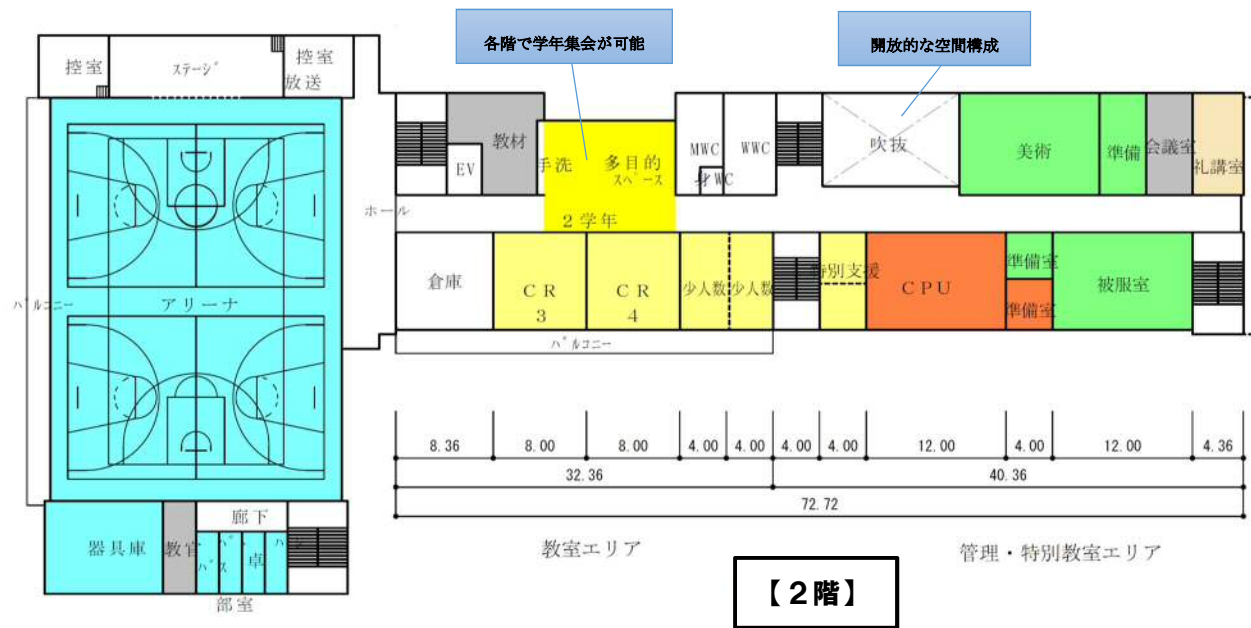 各階で学年集会が可能
開放的な空間構成
控室
ステージ
控室
放送
教材
EV
手洗
多目的
スペース
MWC
WWC
身WC
吹抜
美術
準備
会議室
礼講室
ホール
2学年
倉庫
CR
3
CR
4
少人数
少人数
特別支援
CPU
準備室
準備室
被服室
バルコニー
バルコニー
アリーナ
8.36
8.00
8.00
4.00
4.00
4.00
4.00
12.00
4.00
12.00
4.36
32.36
40.36
72.72
廊下
器具庫
教官
卓
部室
教室エリア
管理・特別教室エリア
【2階】